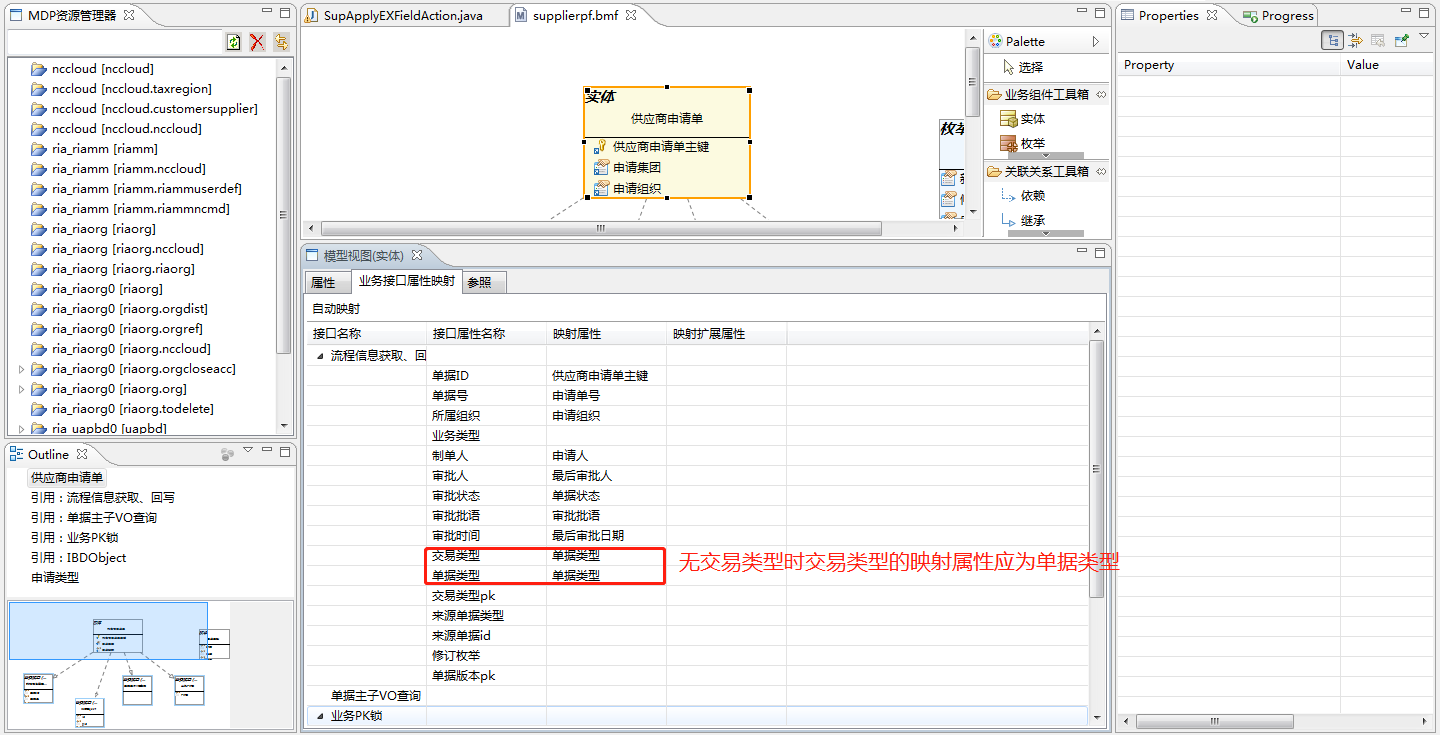 MDP资源管理器
nccloud [nccloud]
nccloud [nccloud.taxregion]
nccloud [nccloud.customersupplier]
nccloud [nccloud.nccloud]
ria_riamm [riamm]
ria_riamm [riamm.nccloud]
ria_riamm [riamm.riammuserdef]
ria_riamm [riamm.riammncmd]
ria_riaorg [riaorg]
ria_riaorg [riaorg.nccloud]
ria_riaorg [riaorg.riaorg]
ria_riaorg0 [riaorg]
ria_riaorg0 [riaorg.orgdist]
ria_riaorg0 [riaorg.orgref]
ria_riaorg0 [riaorg.nccloud]
ria_riaorg0 [riaorg.orgcloseacc]
ria_riaorg0 [riaorg.org]
ria_riaorg0 [riaorg.todelete]
ria_uapbd0 [uapbd]
Outline
供应商申请单
引用：流程信息获取、回写
引用：单据主子VO查询
引用：业务PK锁
引用：IBDObject
申请类型
SupApplyEXFieldAction.java supplierpf.bmf
实体
供应商申请单
供应商申请单主键
申请集团
申请组织
枚举
Palette
选择
业务组件工具箱
实体
枚举
关联关系工具箱
依赖
继承
模型视图(实体)
属性 业务接口属性映射 参照
自动映射
接口名称 接口属性名称 映射属性 映射扩展属性
流程信息获取、回
单据ID 供应商申请单主键
单据号 申请单号
所属组织 申请组织
业务类型
制单人 申请人
审批人 最后审批人
审批状态 单据状态
审批批语 审批批语
审批时间 最后审批日期
交易类型 单据类型
单据类型 单据类型
无交易类型时交易类型的映射属性应为单据类型
交易类型pk
来源单据类型
来源单据id
修订枚举
单据版本pk
单据主子VO查询
业务PK锁
Properties Progress
Property Value